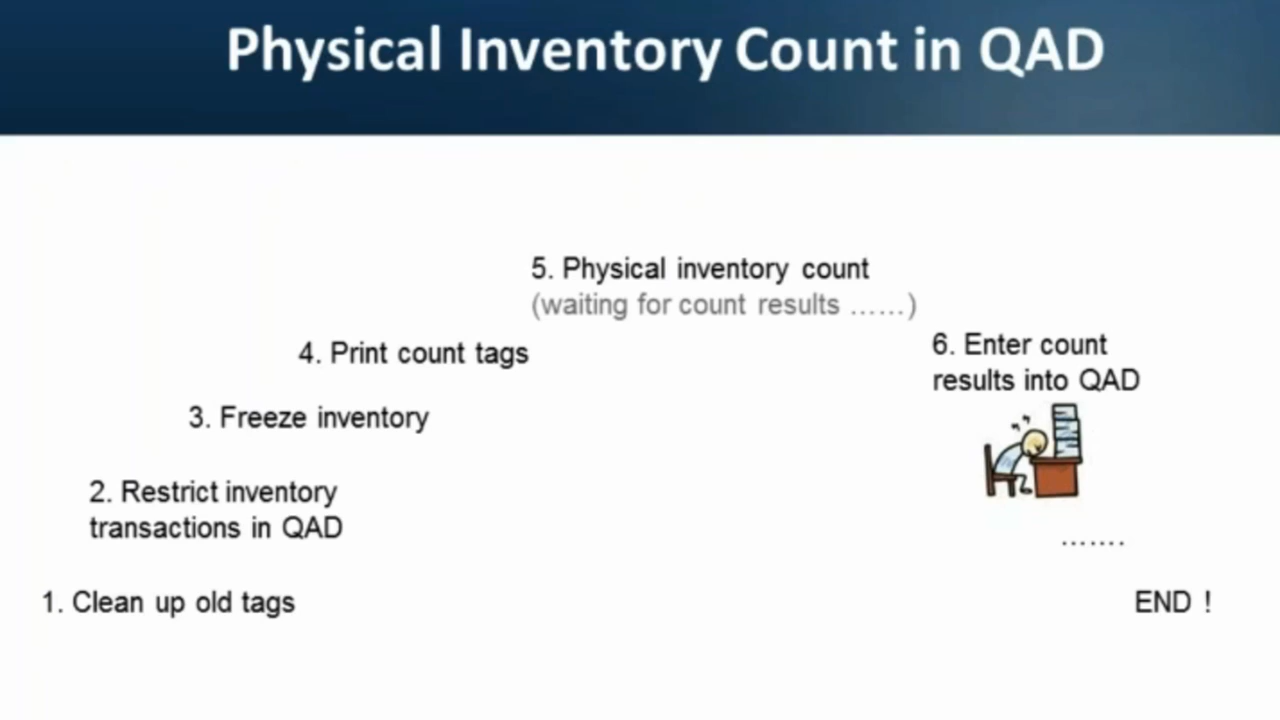 Physical Inventory Count in QAD
5. Physical inventory count
(waiting for count results ......)
4. Print count tags
6. Enter count
results into QAD
3. Freeze inventory
2. Restrict inventory
transactions in QAD
.......
1. Clean up old tags
END !